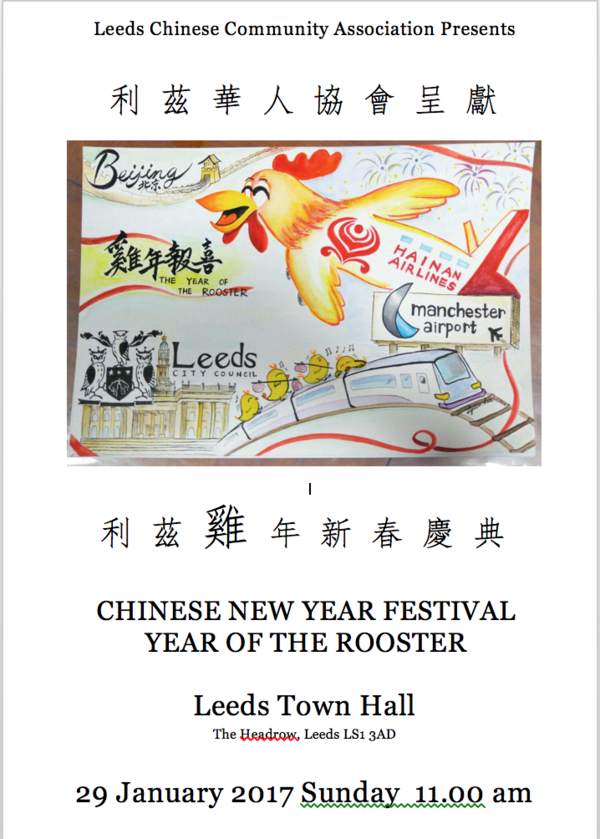 Leeds Chinese Community Association Presents
利茲華人協會呈獻
Beijing
北京
雞年報喜
THE YEAR OF
THE ROOSTER
HAINAN
AIRLINES
manchester
airport
Leeds
CITY COUNCIL
利茲雞年新春慶典
CHINESE NEW YEAR FESTIVAL
YEAR OF THE ROOSTER
Leeds Town Hall
The Headrow, Leeds LS1 3AD
29 January 2017 Sunday 11.00 am